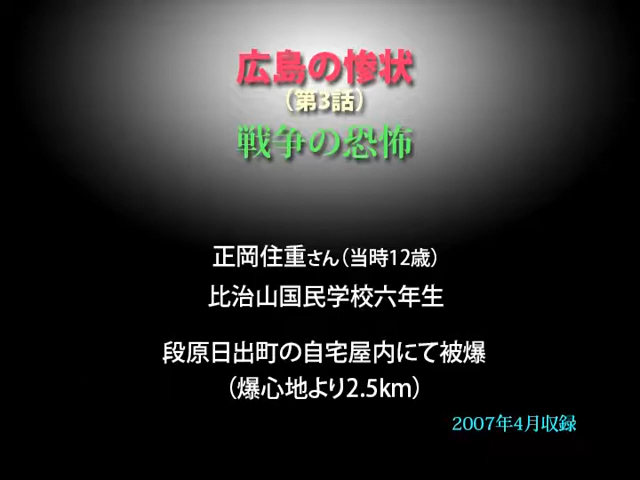 広島の惨状
（第3話）
戦争の恐怖
正岡住重さん（当時12歳）
比治山国民学校六年生
段原日出町の自宅屋内にて被爆
（爆心地より2.5km）
2007年4月収録